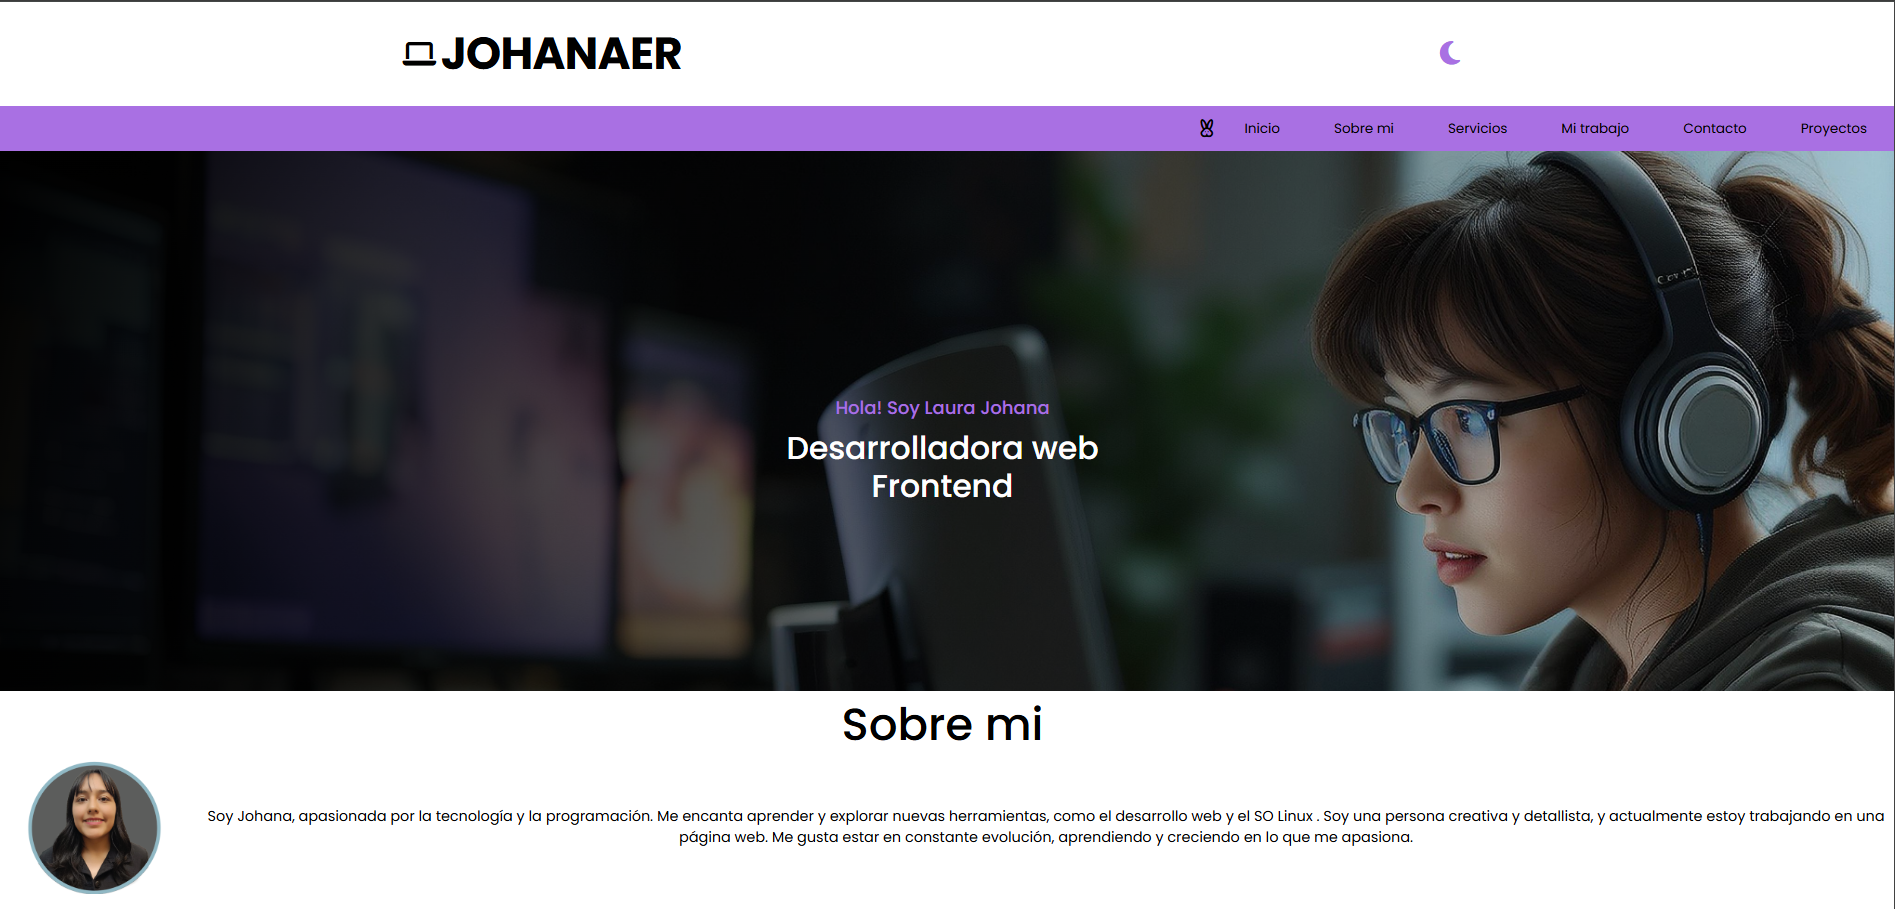 JOHANAER
Inicio Sobre mi Servicios Mi trabajo Contacto Proyectos
Hola! Soy Laura Johana
Desarrolladora web
Frontend
Sobre mi
Soy Johana, apasionada por la tecnología y la programación. Me encanta aprender y explorar nuevas herramientas, como el desarrollo web y el SO Linux . Soy una persona creativa y detallista, y actualmente estoy trabajando en una
página web. Me gusta estar en constante evolución, aprendiendo y creciendo en lo que me apasiona.